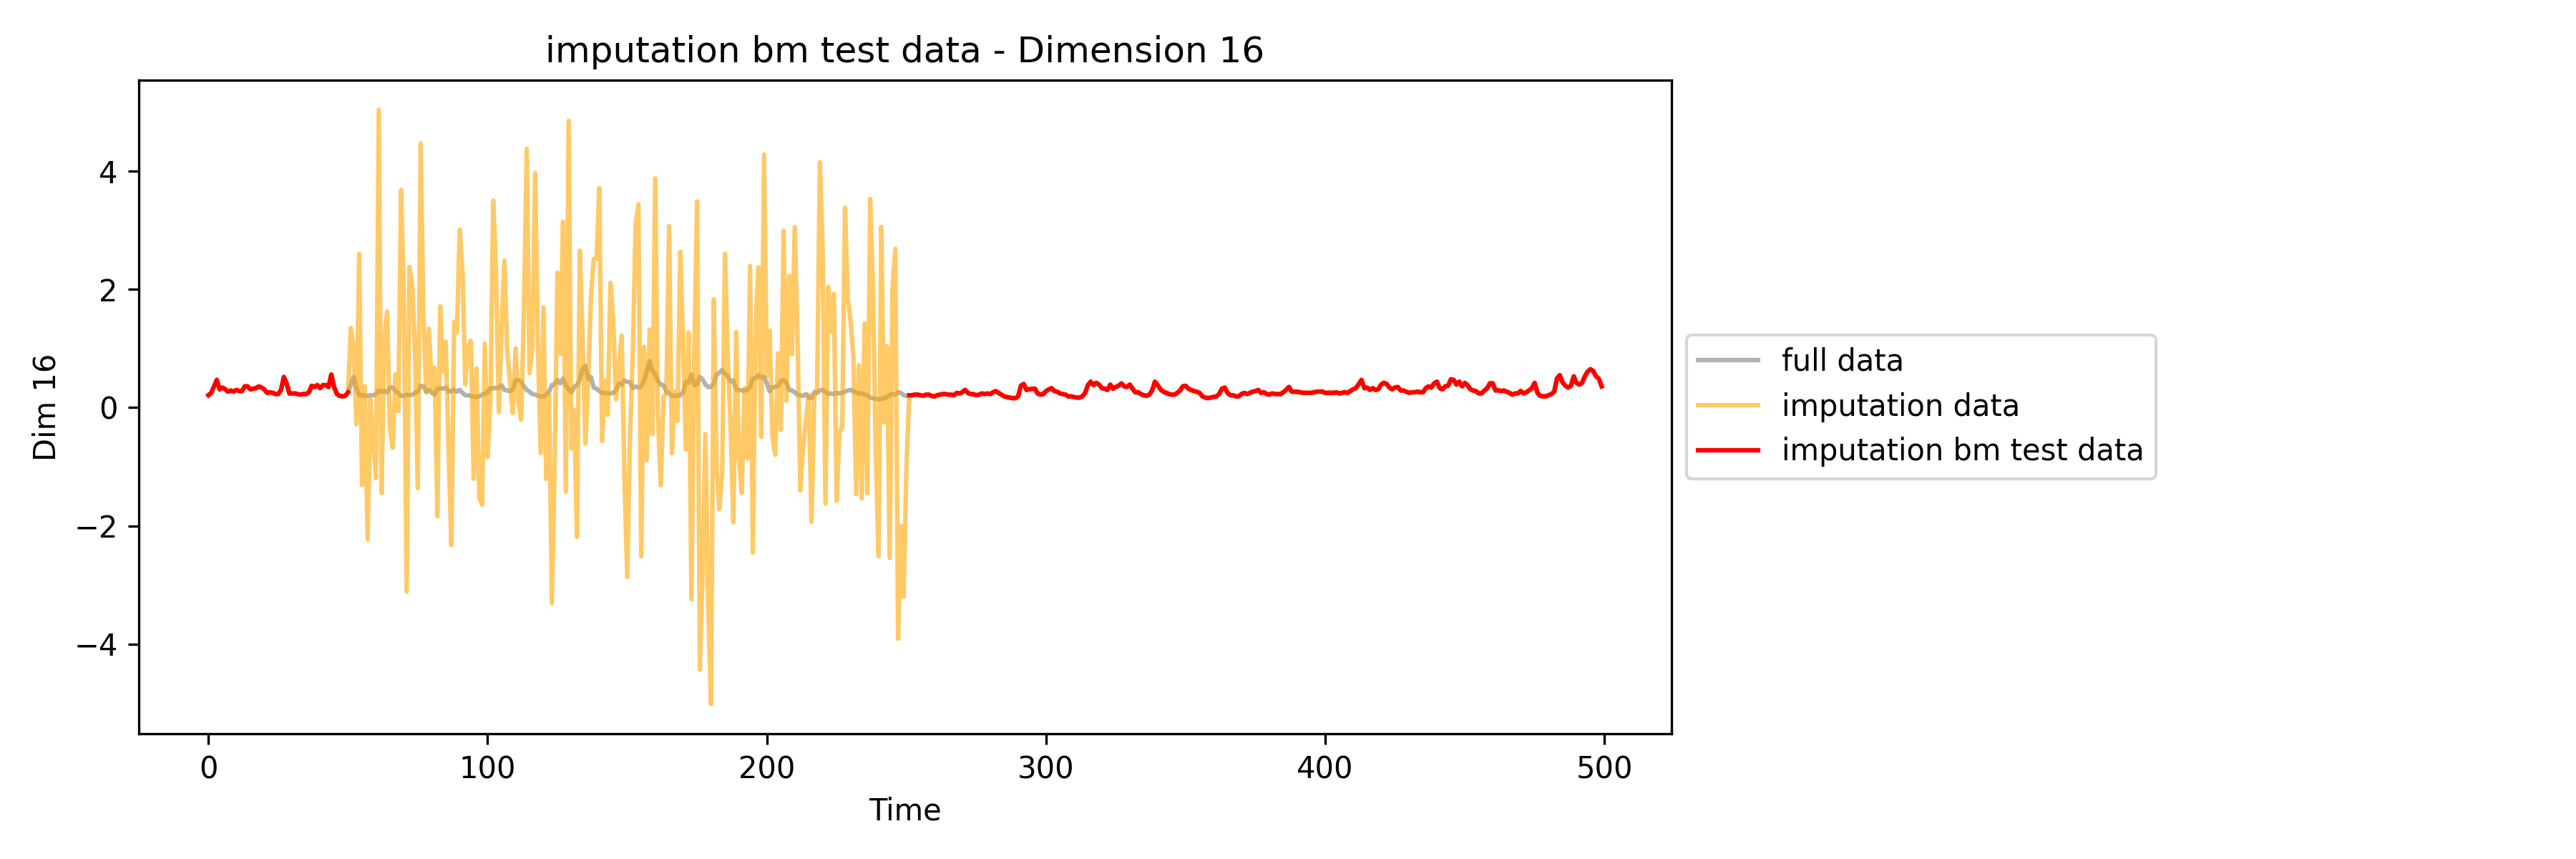 imputation bm test data - Dimension 16
Dim 16
4
2
0
−2
−4
0 100 200 300 400 500
Time
full data
imputation data
imputation bm test data